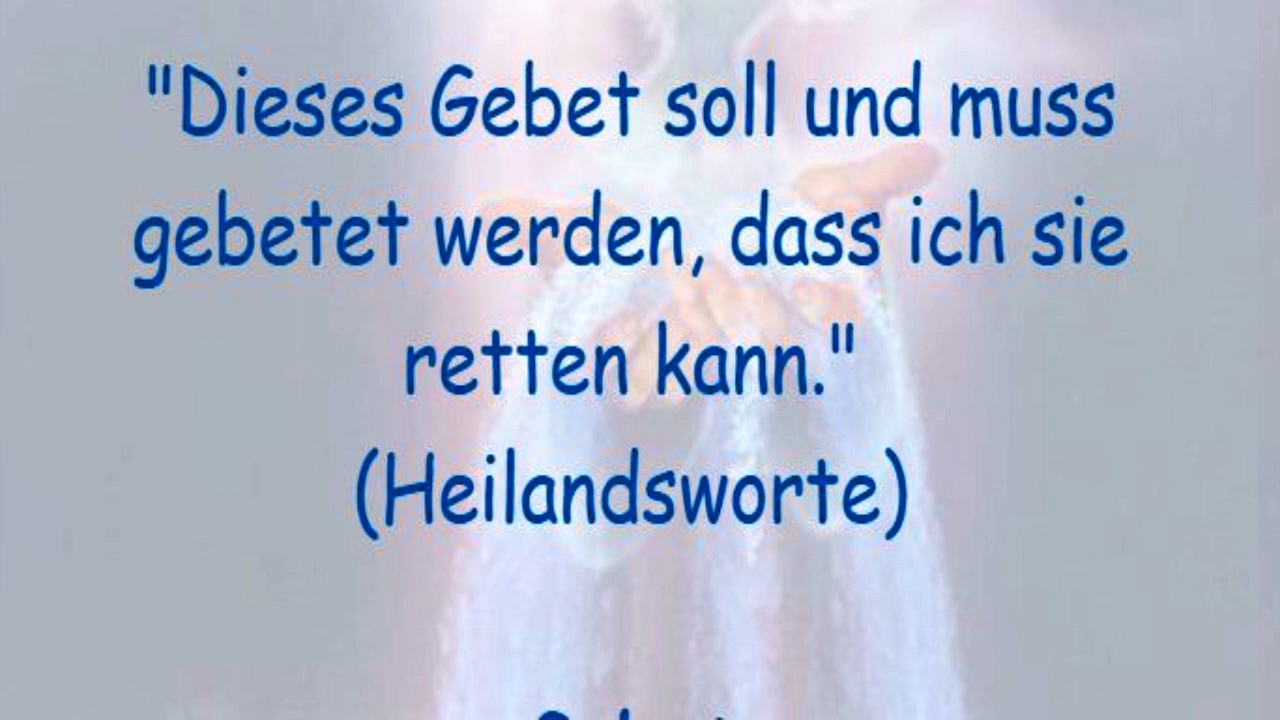 "Dieses Gebet soll und muss
gebetet werden, dass ich sie
retten kann."
(Heilandsworte)